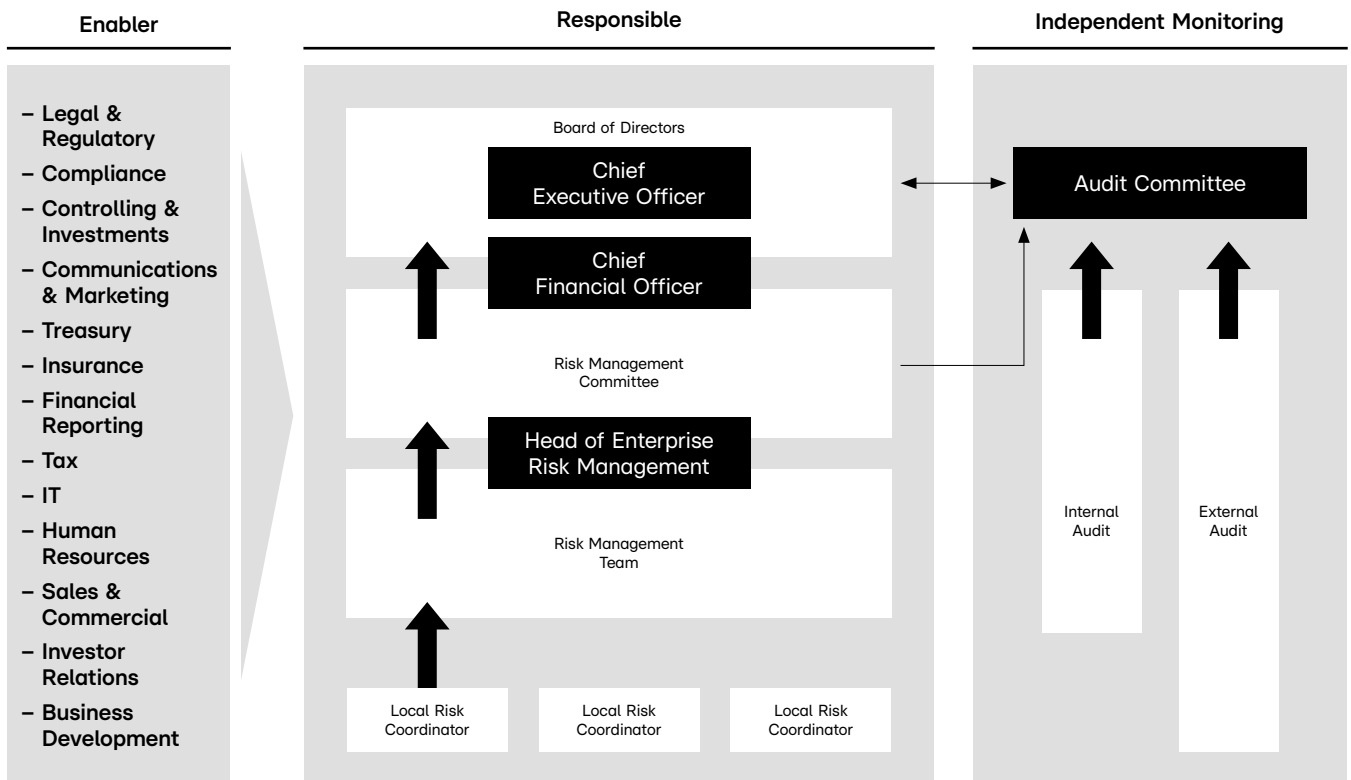 Enabler
– Legal &
Regulatory
– Compliance
– Controlling &
Investments
– Communications
& Marketing
– Treasury
– Insurance
– Financial
Reporting
– Tax
– IT
– Human
Resources
– Sales &
Commercial
– Investor
Relations
– Business
Development
Responsible
Board of Directors
Chief
Executive Officer
Chief
Financial Officer
Risk Management
Committee
Head of Enterprise
Risk Management
Risk Management
Team
Local Risk
Coordinator
Local Risk
Coordinator
Local Risk
Coordinator
Independent Monitoring
Audit Committee
Internal
Audit
External
Audit